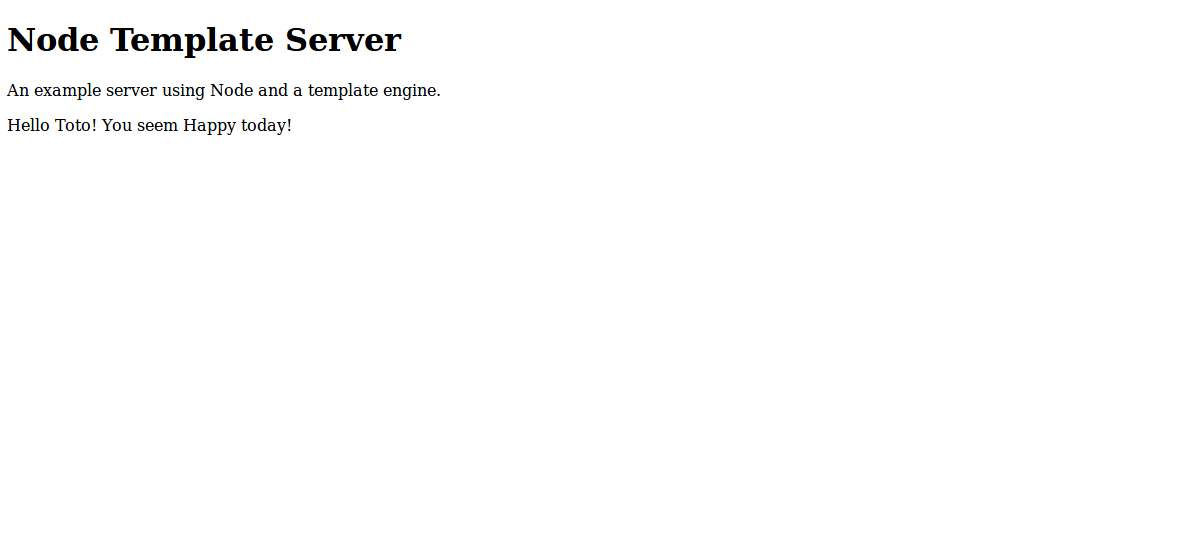 Node Template Server
An example server using Node and a template engine.
Hello Toto! You seem Happy today!